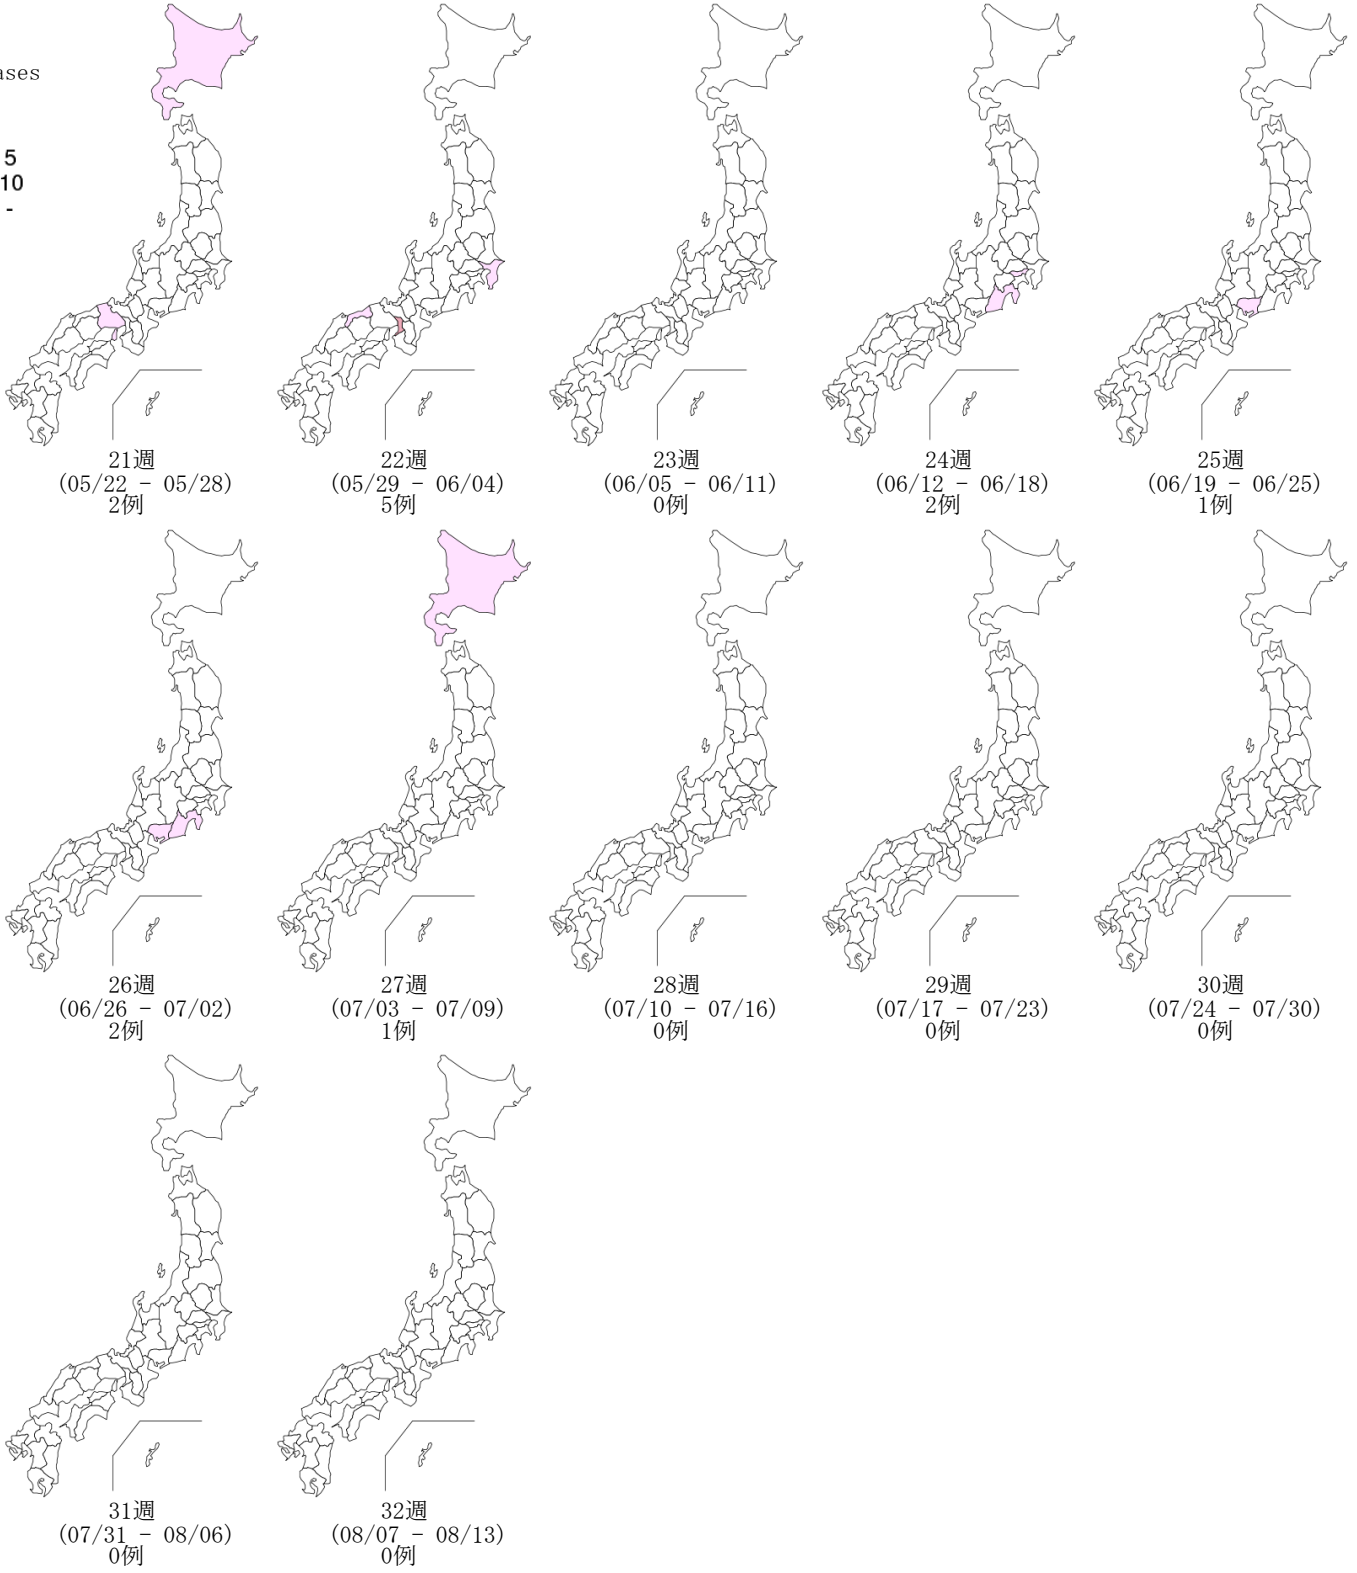 ases
5
10
-
21週
(05/22 - 05/28)
2例
22週
(05/29 - 06/04)
5例
23週
(06/05 - 06/11)
0例
24週
(06/12 - 06/18)
2例
25週
(06/19 - 06/25)
1例
26週
(06/26 - 07/02)
2例
27週
(07/03 - 07/09)
1例
28週
(07/10 - 07/16)
0例
29週
(07/17 - 07/23)
0例
30週
(07/24 - 07/30)
0例
31週
(07/31 - 08/06)
0例
32週
(08/07 - 08/13)
0例